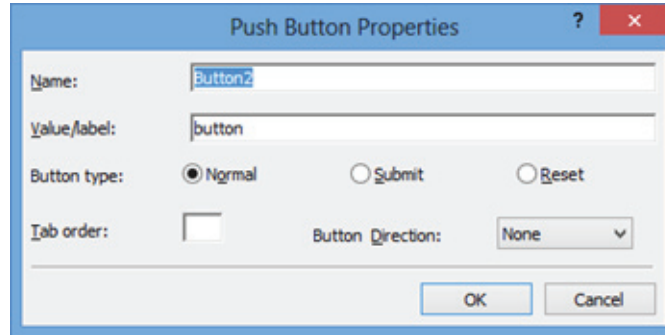 Push Button Properties ?
Name: Button2
Value/label: button
Button type: Normal Submit Reset
Tab order: Button Direction: None
OK Cancel